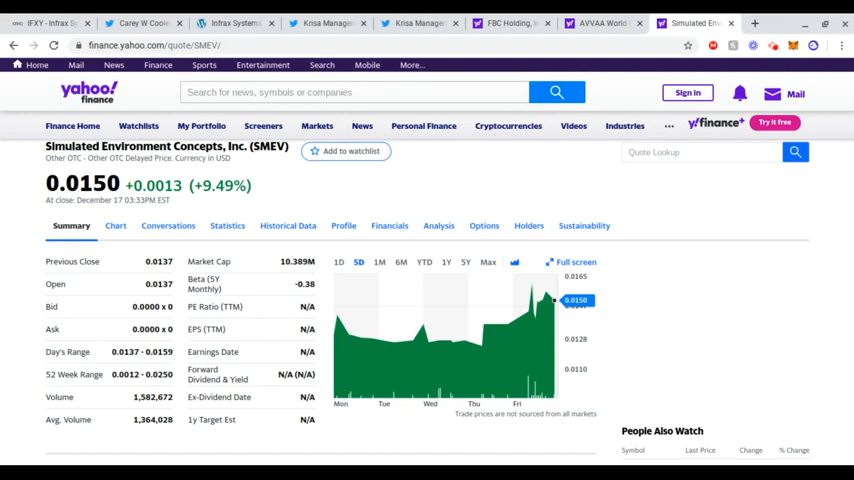 IFXY - Infrax Sy
Carey W Coole
Infrax Systems
Krisa Manager
Krisa Manager
FBC Holding, In
AVVAA World
Simulated Env
finance.yahoo.com/quote/SMEV/
Home Mail News Finance Sports Entertainment Search Mobile More...
yahoo!
finance
Search for news, symbols or companies
Sign in
Mail
Finance Home Watchlists My Portfolio Screeners Markets News Personal Finance Cryptocurrencies Videos Industries ... y!finance+ Try it free
Simulated Environment Concepts, Inc. (SMEV)
Other OTC - Other OTC Delayed Price. Currency in USD
Add to watchlist
Quote Lookup
0.0150 +0.0013 (+9.49%)
At close: December 17 03:33PM EST
Summary Chart Conversations Statistics Historical Data Profile Financials Analysis Options Holders Sustainability
Previous Close 0.0137
Open 0.0137
Bid 0.0000 x 0
Ask 0.0000 x 0
Day's Range 0.0137 - 0.0159
52 Week Range 0.0012 - 0.0250
Volume 1,582,672
Avg. Volume 1,364,028
Market Cap 10.389M
Beta (5Y
Monthly) -0.38
PE Ratio (TTM) N/A
EPS (TTM) N/A
Earnings Date N/A
Forward
Dividend & Yield N/A (N/A)
Ex-Dividend Date N/A
1y Target Est N/A
1D 5D 1M 6M YTD 1Y 5Y Max
Full screen
0.0165
0.0150
0.0128
0.0110
Mon Tue Wed Thu Fri
Trade prices are not sourced from all markets
People Also Watch
Symbol Last Price Change % Change